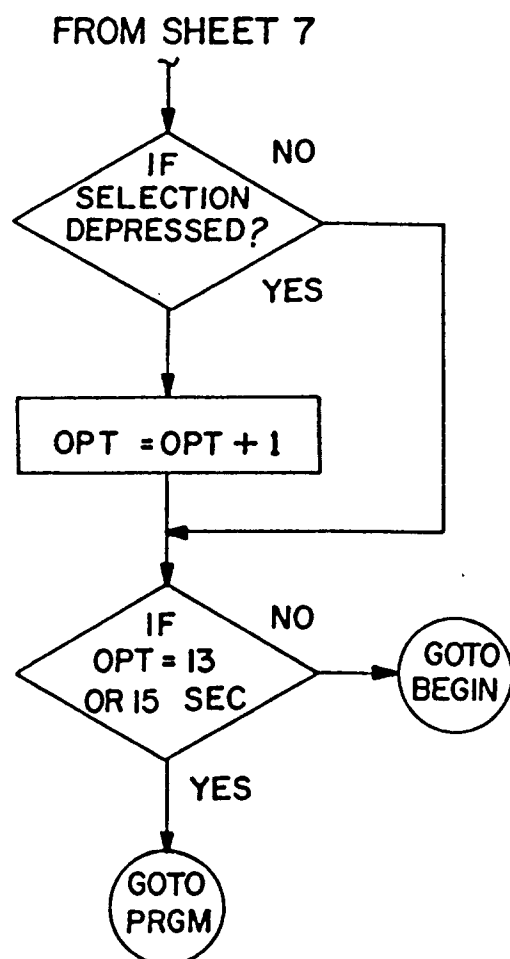 FROM SHEET 7
IF
SELECTION
DEPRESSED?
NO
YES
OPT = OPT + 1
IF
OPT = 13
OR 15 SEC
NO
GOTO
BEGIN
YES
GOTO
PRGM